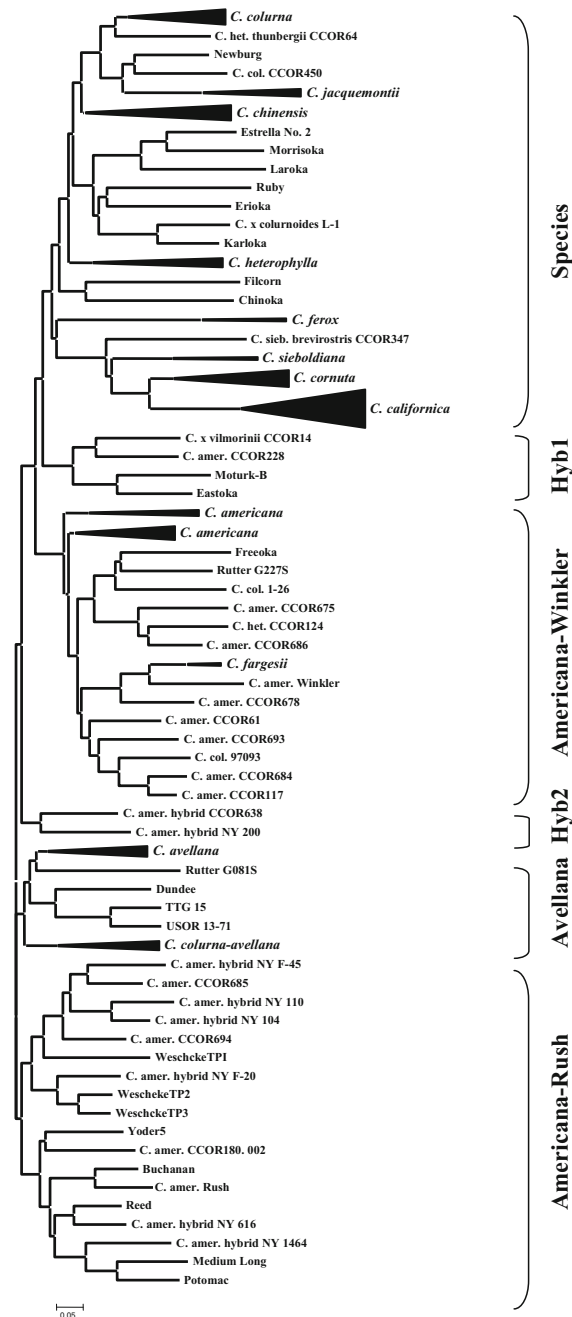 C. colurna
C. het. thunbergii CCOR64
Newburg
C. col. CCOR450
C. jacquemontii
C. chinensis
Estrella No. 2
Morrisoka
Laroka
Ruby
Erioka
C. x colurnoides L-1
Karloka
C. heterophylla
Filcorn
Chinoka
C. ferox
C. sieb. brevirostris CCOR347
C. sieboldiana
C. cornuta
C. californica
Species
C. x vilmorinii CCOR14
C. amer. CCOR228
Moturk-B
Eastoka
Hyb1
C. americana
C. americana
Freeoka
Rutter G227S
C. col. 1-26
C. amer. CCOR675
C. het. CCOR124
C. amer. CCOR686
C. fargesii
C. amer. Winkler
C. amer. CCOR678
C. amer. CCOR61
C. amer. CCOR693
C. col. 97093
C. amer. CCOR684
C. amer. CCOR117
Americana-Winkler
C. amer. hybrid CCOR638
C. amer. hybrid NY 200
Hyb2
C. avellana
Rutter G081S
Dundee
TTG 15
USOR 13-71
C. colurna-avellana
Avellana
C. amer. hybrid NY F-45
C. amer. CCOR685
C. amer. hybrid NY 110
C. amer. hybrid NY 104
C. amer. CCOR694
WeschckeTP1
C. amer. hybrid NY F-20
WeschekeTP2
WeschckeTP3
Yoder5
C. amer. CCOR180. 002
Buchanan
C. amer. Rush
Reed
C. amer. hybrid NY 616
C. amer. hybrid NY 1464
Medium Long
Potomac
Americana-Rush
0.05